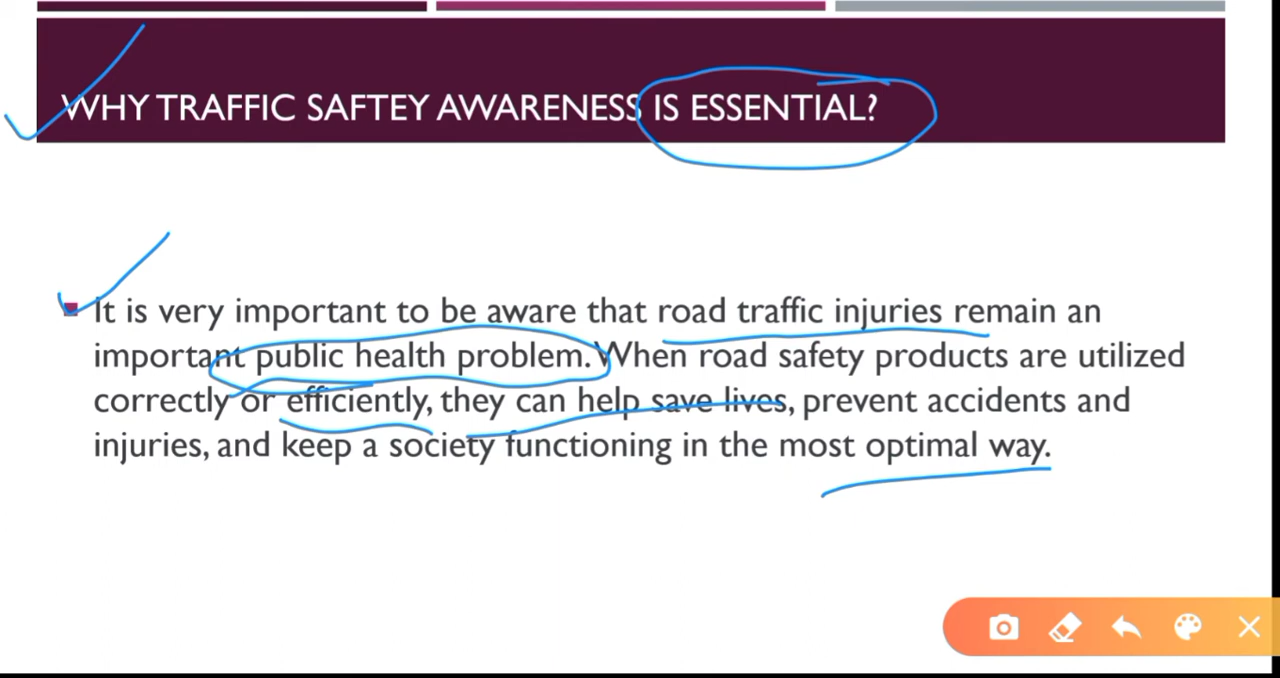 WHY TRAFFIC SAFTEY AWARENESS IS ESSENTIAL?
It is very important to be aware that road traffic injuries remain an
important public health problem. When road safety products are utilized
correctly or efficiently, they can help save lives, prevent accidents and
injuries, and keep a society functioning in the most optimal way.